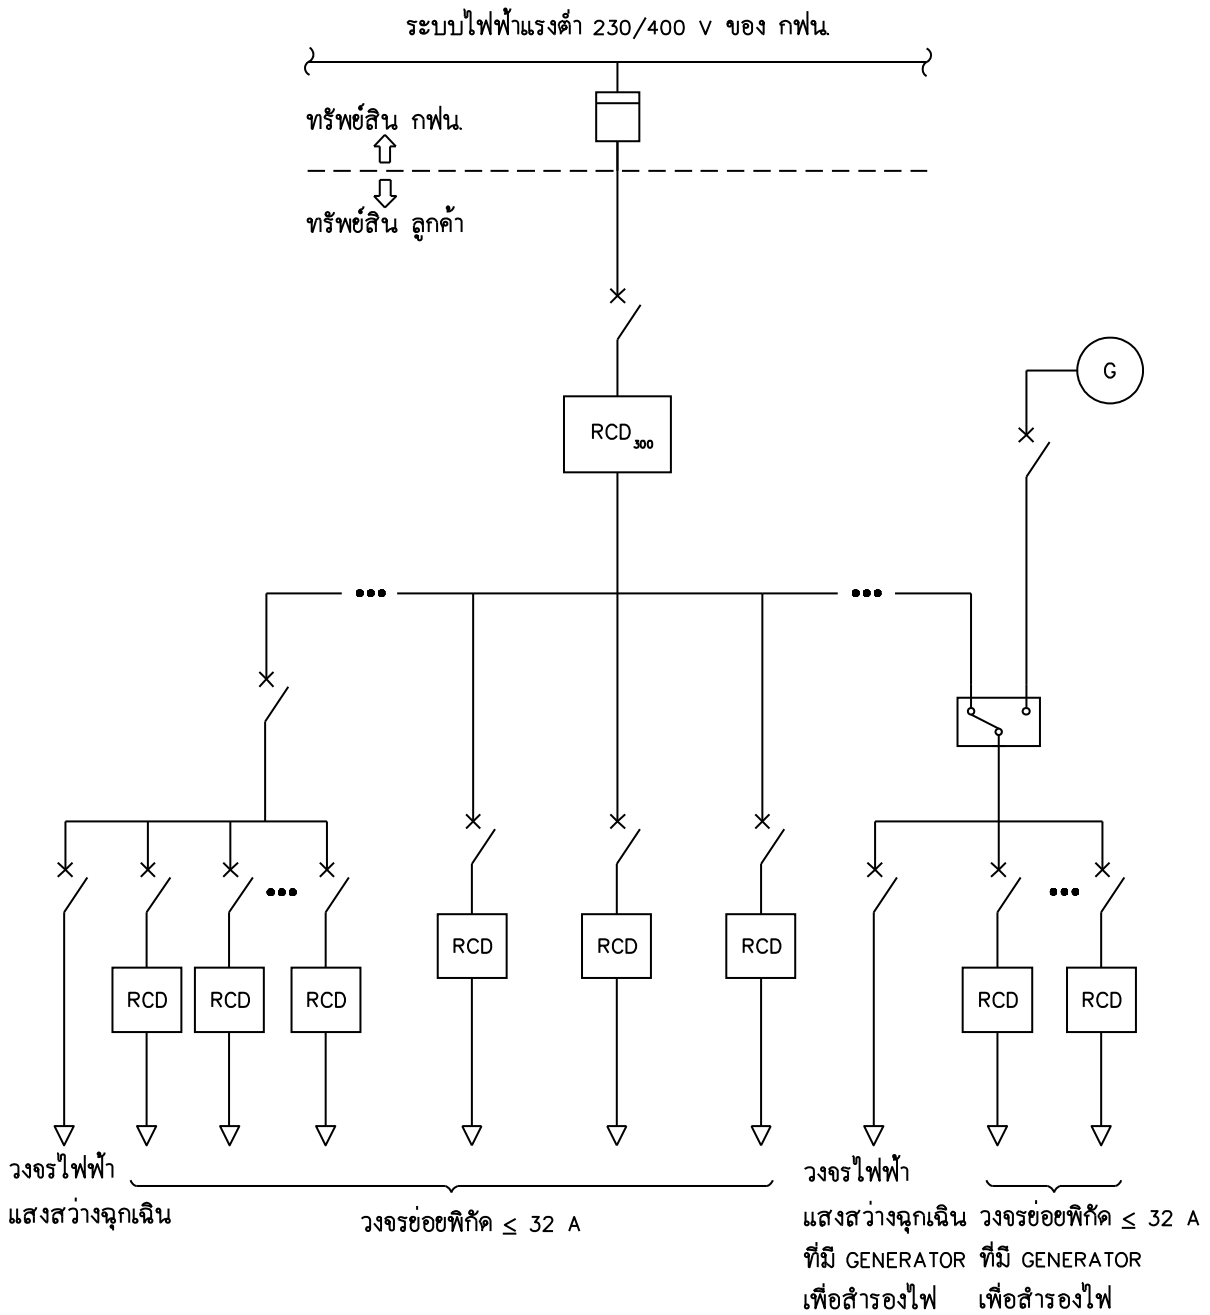 ระบบไฟฟ้าแรงต่ำ 230/400 V ของ กฟน.
ทรัพย์สิน กฟน.
ทรัพย์สิน ลูกค้า
G
RCD300
RCD RCD RCD
RCD RCD RCD RCD RCD
วงจรไฟฟ้า
แสงสว่างฉุกเฉิน
วงจรย่อยพิกัด ≤ 32 A
วงจรไฟฟ้า
แสงสว่างฉุกเฉิน
ที่มี GENERATOR
เพื่อสำรองไฟ
วงจรย่อยพิกัด ≤ 32 A
ที่มี GENERATOR
เพื่อสำรองไฟ